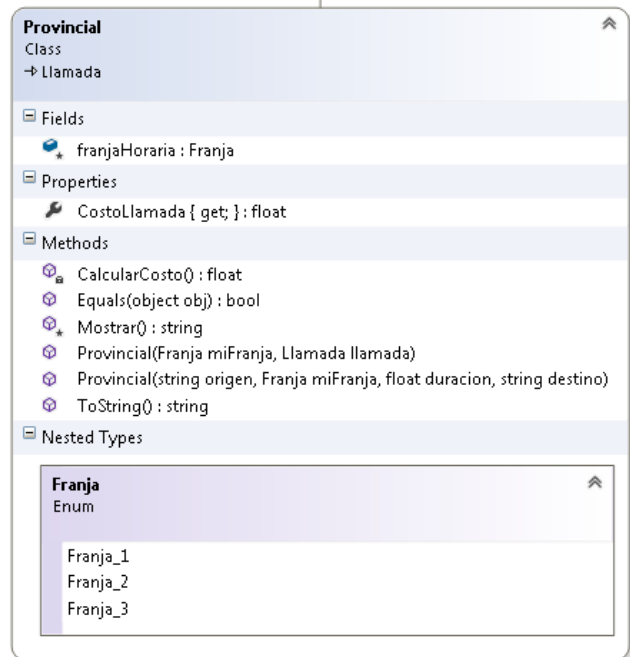 Provincial
Class
Llamada
Fields
franjaHoraria : Franja
Properties
CostoLlamada { get; } : float
Methods
CalcularCosto() : float
Equals(object obj) : bool
Mostrar() : string
Provincial(Franja miFranja, Llamada llamada)
Provincial(string origen, Franja miFranja, float duracion, string destino)
ToString() : string
Nested Types
Franja
Enum
Franja_1
Franja_2
Franja_3